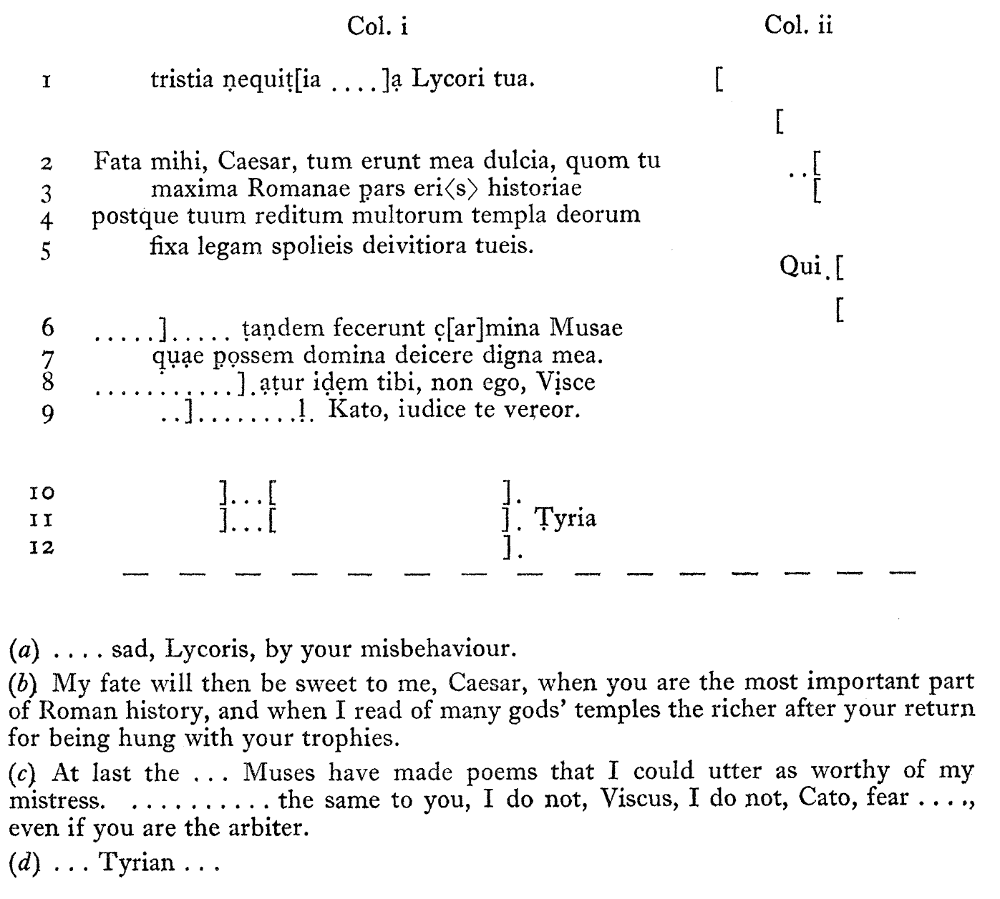 Col. i Col. ii
1 tristia ṇequiṭ[ia ....]ạ Lycori tua. [
[
2 Fata mihi, Caesar, tum erunt mea dulcia, quom tu ..[
3 maxima Romanae pars eri⟨s⟩ historiae [
4 postque tuum reditum multorum templa deorum
5 fixa legam spolieis deivitiora tueis.
Qui.[
[
6 .....]..... ṭaṇdem fecerunt c̣[ar]mina Musae
7 qụạe pọssem domina deicere digna mea.
8 ...........].ạṭur iḍẹm tibi, non ego, Vịsce
9 ..]........ḷ. Kato, iudice te vereor.
10 ]...[ ].
11 ]...[ ]. Ṭyria
12 ].
(a) .... sad, Lycoris, by your misbehaviour.
(b) My fate will then be sweet to me, Caesar, when you are the most important part
of Roman history, and when I read of many gods' temples the richer after your return
for being hung with your trophies.
(c) At last the ... Muses have made poems that I could utter as worthy of my
mistress. .......... the same to you, I do not, Viscus, I do not, Cato, fear ....,
even if you are the arbiter.
(d) ... Tyrian ...